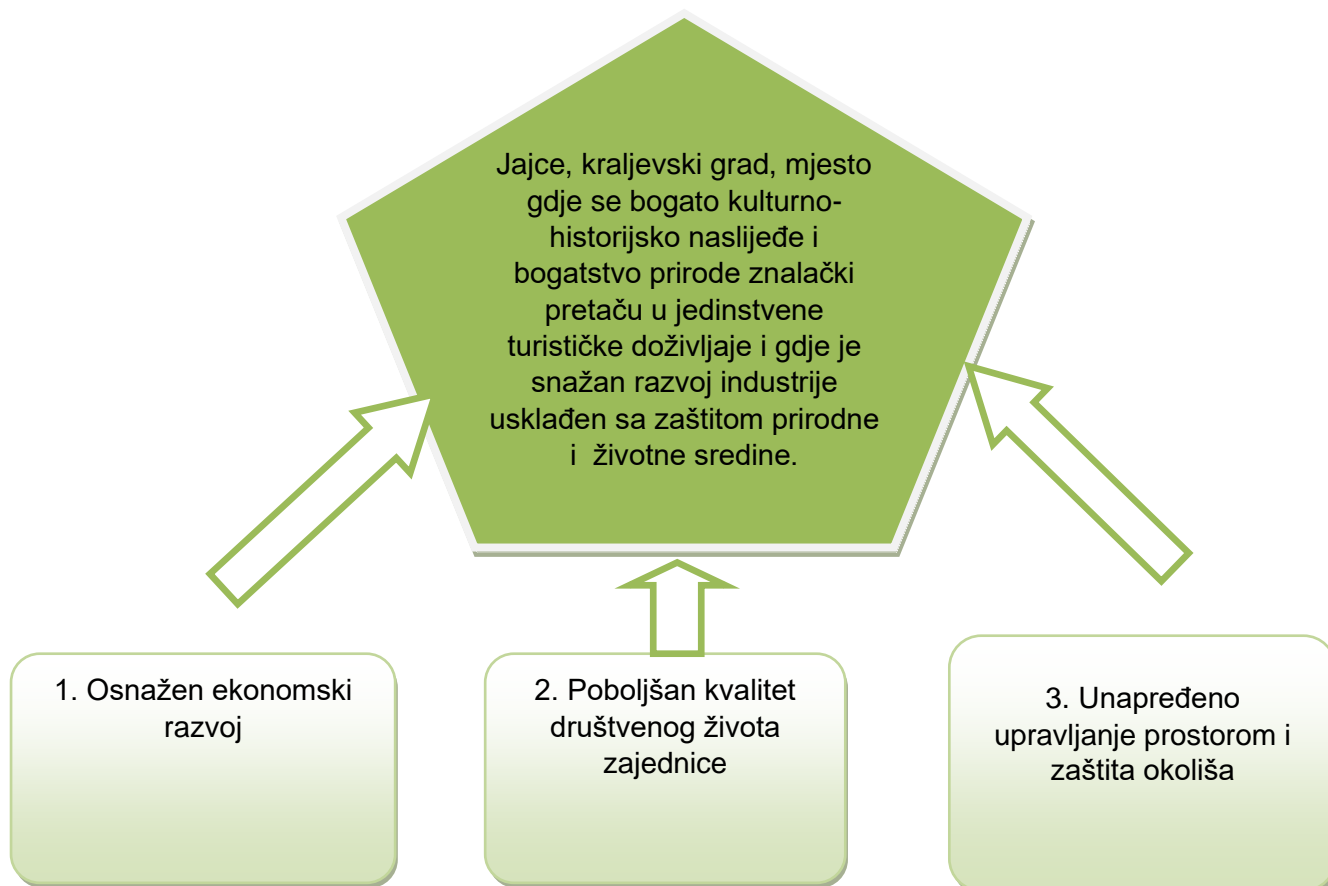 Jajce, kraljevski grad, mjesto
gdje se bogato kulturno-
historijsko naslijeđe i
bogatstvo prirode znalački
pretaču u jedinstvene
turističke doživljaje i gdje je
snažan razvoj industrije
usklađen sa zaštitom prirodne
i  životne sredine.
1. Osnažen ekonomski
razvoj
2. Poboljšan kvalitet
društvenog života
zajednice
3. Unapređeno
upravljanje prostorom i
zaštita okoliša